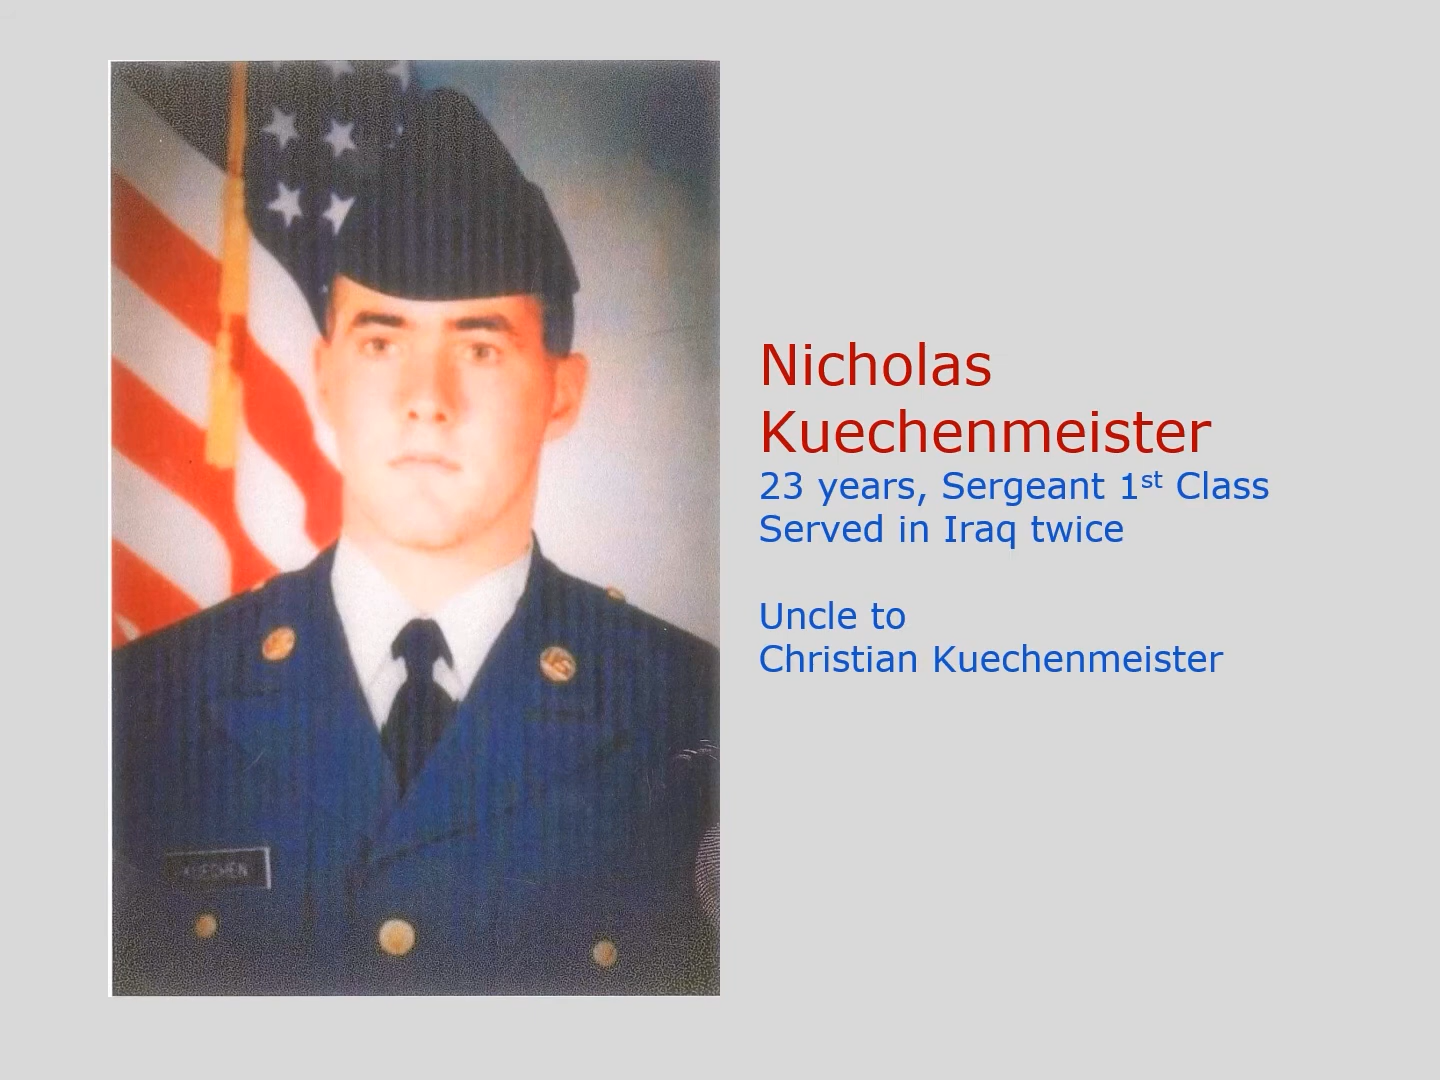 Nicholas
Kuechenmeister
23 years, Sergeant 1st Class
Served in Iraq twice
Uncle to
Christian Kuechenmeister